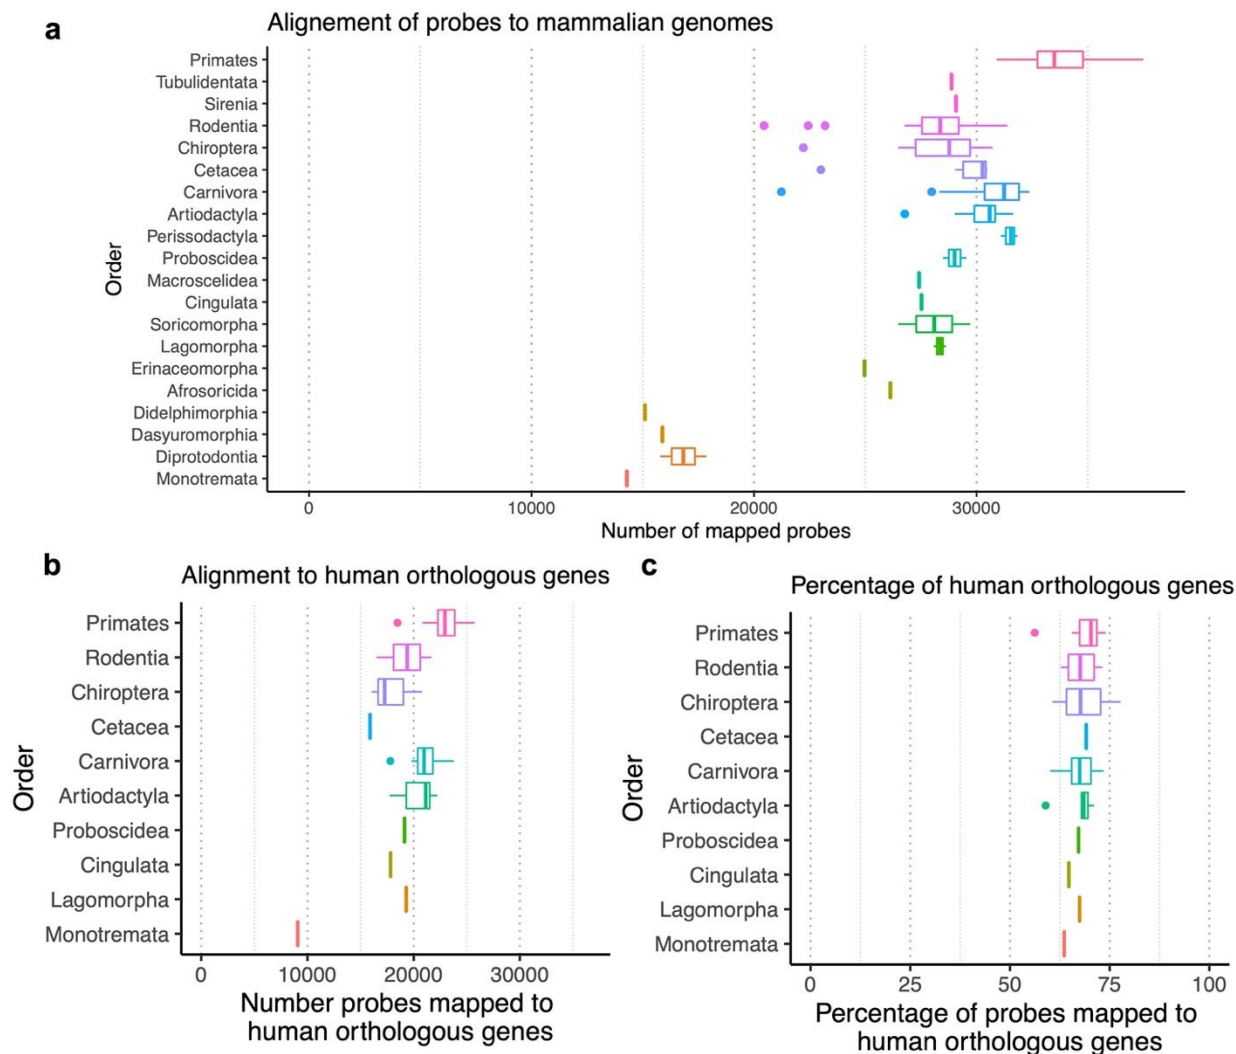 a
Alignement of probes to mammalian genomes
Order
Primates
Tubulidentata
Sirenia
Rodentia
Chiroptera
Cetacea
Carnivora
Artiodactyla
Perissodactyla
Proboscidea
Macroscelidea
Cingulata
Soricomorpha
Lagomorpha
Erinaceomorpha
Afrosoricida
Didelphimorphia
Dasyuromorphia
Diprotodontia
Monotremata
0 10000 20000 30000
Number of mapped probes
b
Alignment to human orthologous genes
Order
Primates
Rodentia
Chiroptera
Cetacea
Carnivora
Artiodactyla
Proboscidea
Cingulata
Lagomorpha
Monotremata
0 10000 20000 30000
Number probes mapped to
human orthologous genes
c
Percentage of human orthologous genes
Order
Primates
Rodentia
Chiroptera
Cetacea
Carnivora
Artiodactyla
Proboscidea
Cingulata
Lagomorpha
Monotremata
0 25 50 75 100
Percentage of probes mapped to
human orthologous genes